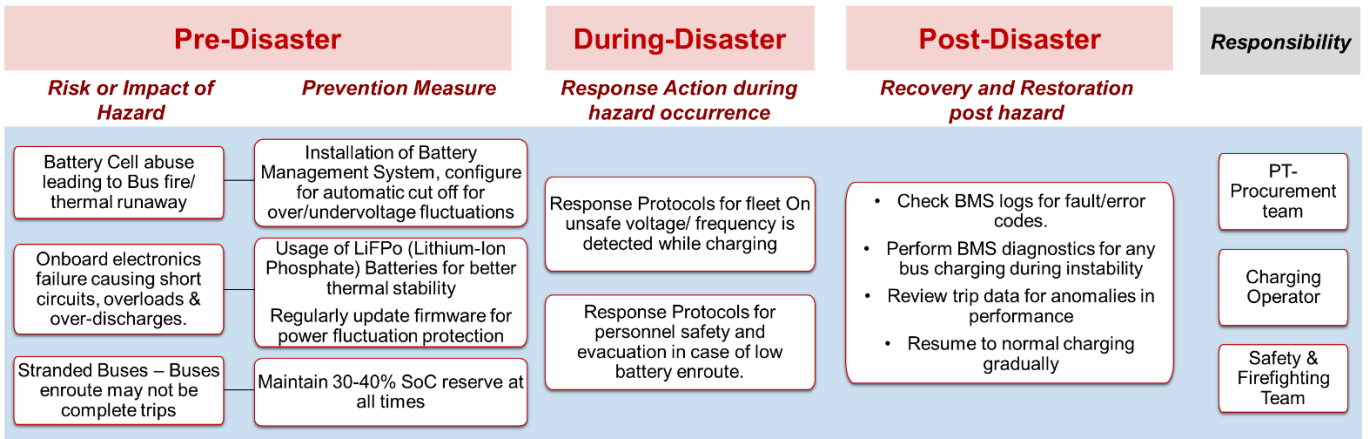 Pre-Disaster
During-Disaster
Post-Disaster
Responsibility
Risk or Impact of
Hazard
Prevention Measure
Response Action during
hazard occurrence
Recovery and Restoration
post hazard
Battery Cell abuse
leading to Bus fire/
thermal runaway
Installation of Battery
Management System, configure
for automatic cut off for
over/undervoltage fluctuations
Onboard electronics
failure causing short
circuits, overloads &
over-discharges.
Usage of LiFPo (Lithium-Ion
Phosphate) Batteries for better
thermal stability
Regularly update firmware for
power fluctuation protection
Stranded Buses – Buses
enroute may not be
complete trips
Maintain 30-40% SoC reserve at
all times
Response Protocols for fleet On
unsafe voltage/ frequency is
detected while charging
Response Protocols for
personnel safety and
evacuation in case of low
battery enroute.
• Check BMS logs for fault/error
codes.
• Perform BMS diagnostics for any
bus charging during instability
• Review trip data for anomalies in
performance
• Resume to normal charging
gradually
PT-
Procurement
team
Charging
Operator
Safety &
Firefighting
Team